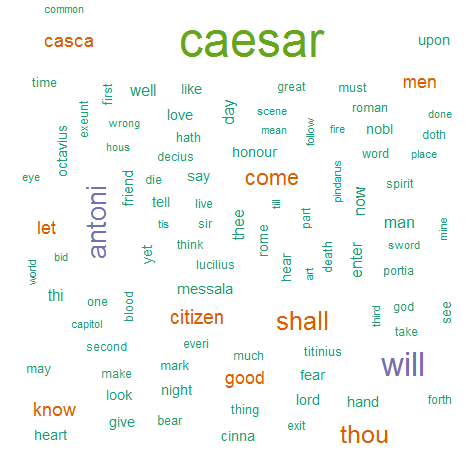 common
caesar
casca
upon
time
first
well
like
great
must
men
octavius
exeunt
wrong
love
day
scene
roman
done
hous
hath
mean
follow
fire
nobl
doth
decius
honour
word
place
eye
friend
die
say
come
pindarus
now
spirit
antoni
tell
live
thee
till
part
man
mine
let
tis
sir
rome
sword
world
bid
yet
think
lucilius
hear
art
death
enter
portia
thi
one
blood
messala
third
god
see
capitol
citizen
shall
take
second
everi
much
titinius
will
may
make
mark
good
fear
look
night
lord
hand
forth
know
give
bear
thing
exit
thou
heart
cinna